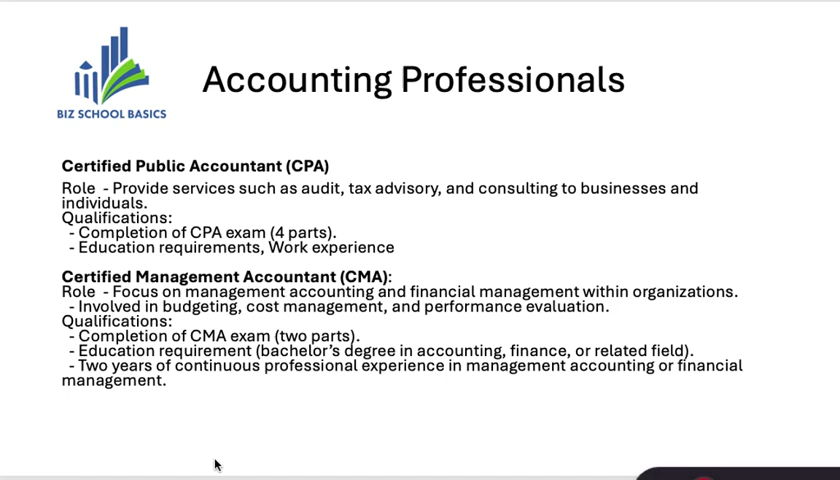 BIZ SCHOOL BASICS
Accounting Professionals
Certified Public Accountant (CPA)
Role  - Provide services such as audit, tax advisory, and consulting to businesses and
individuals.
Qualifications:
- Completion of CPA exam (4 parts).
- Education requirements, Work experience
Certified Management Accountant (CMA):
Role  - Focus on management accounting and financial management within organizations.
- Involved in budgeting, cost management, and performance evaluation.
Qualifications:
- Completion of CMA exam (two parts).
- Education requirement (bachelor’s degree in accounting, finance, or related field).
- Two years of continuous professional experience in management accounting or financial
management.